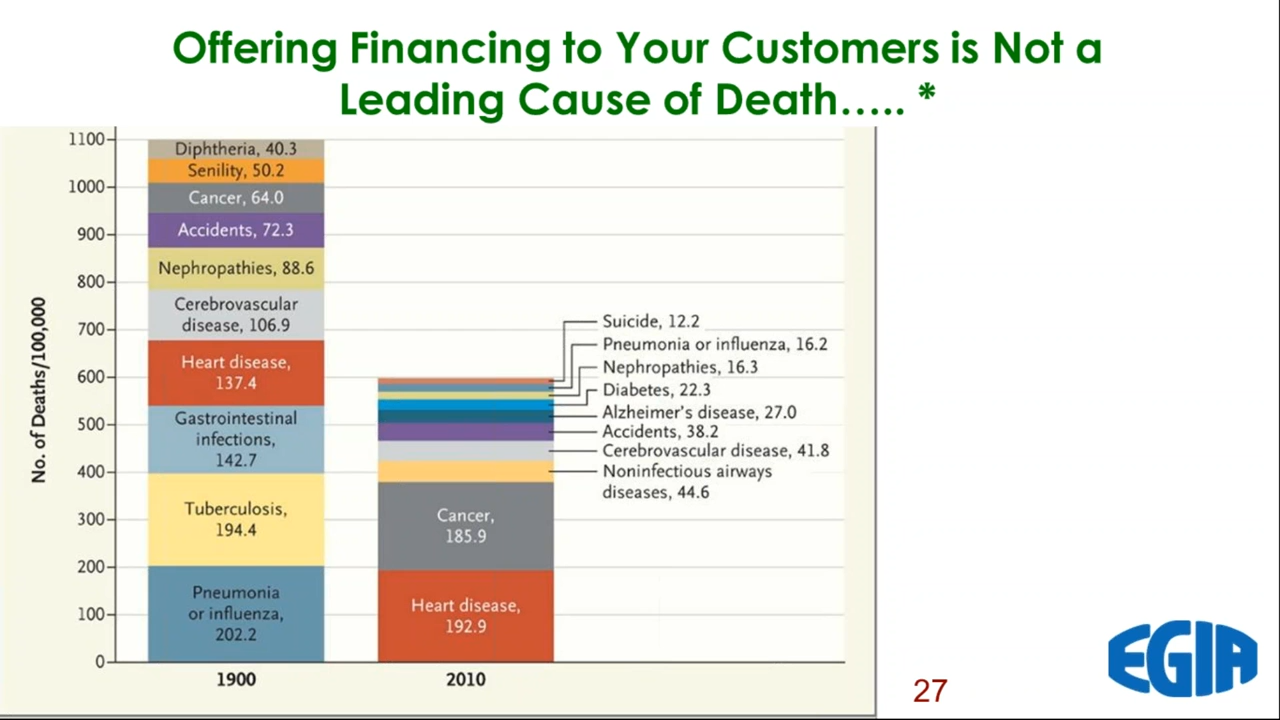 Offering Financing to Your Customers is Not a
Leading Cause of Death….. *
No. of Deaths/100,000
1100
1000
900
800
700
600
500
400
300
200
100
0
Diphtheria, 40.3
Senility, 50.2
Cancer, 64.0
Accidents, 72.3
Nephropathies, 88.6
Cerebrovascular
disease, 106.9
Heart disease,
137.4
Gastrointestinal
infections,
142.7
Tuberculosis,
194.4
Pneumonia
or influenza,
202.2
1900
Suicide, 12.2
Pneumonia or influenza, 16.2
Nephropathies, 16.3
Diabetes, 22.3
Alzheimer's disease, 27.0
Accidents, 38.2
Cerebrovascular disease, 41.8
Noninfectious airways
diseases, 44.6
Cancer,
185.9
Heart disease,
192.9
2010
27
EGIA